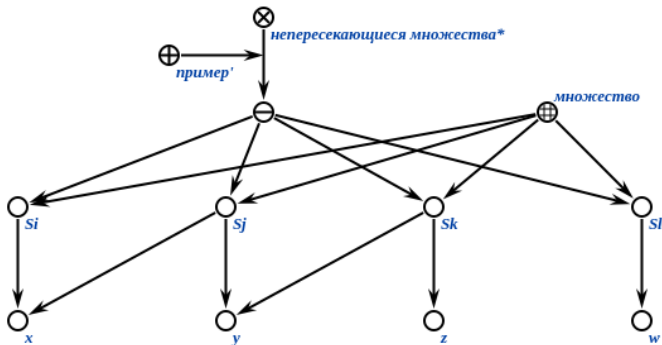 непересекающиеся множества*
пример'
множество
Si
Sj
Sk
Sl
x
y
z
w